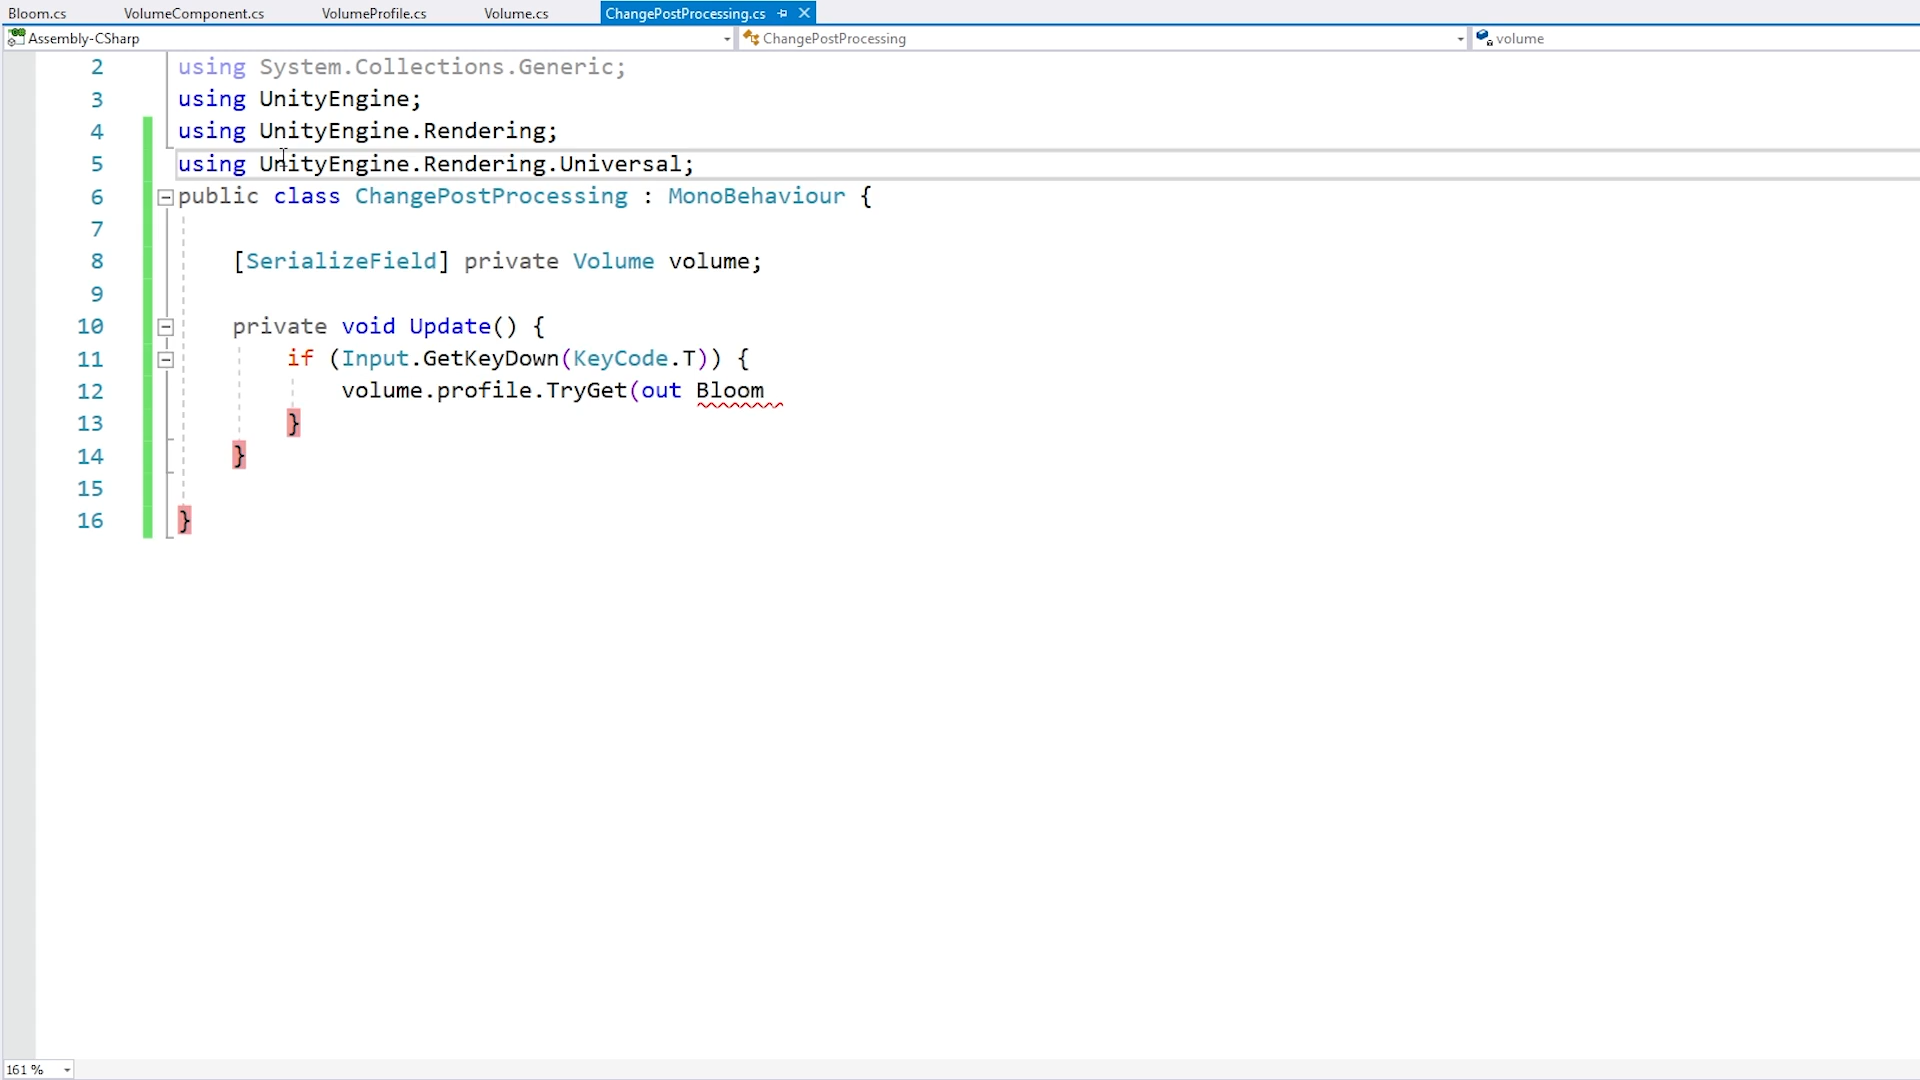 Bloom.cs VolumeComponent.cs VolumeProfile.cs Volume.cs ChangePostProcessing.cs
Assembly-CSharp ChangePostProcessing volume
2 using System.Collections.Generic;
3 using UnityEngine;
4 using UnityEngine.Rendering;
5 using UnityEngine.Rendering.Universal;
6 public class ChangePostProcessing : MonoBehaviour {
7
8 [SerializeField] private Volume volume;
9
10 private void Update() {
11 if (Input.GetKeyDown(KeyCode.T)) {
12 volume.profile.TryGet(out Bloom
13 }
14 }
15
16 }
161 %